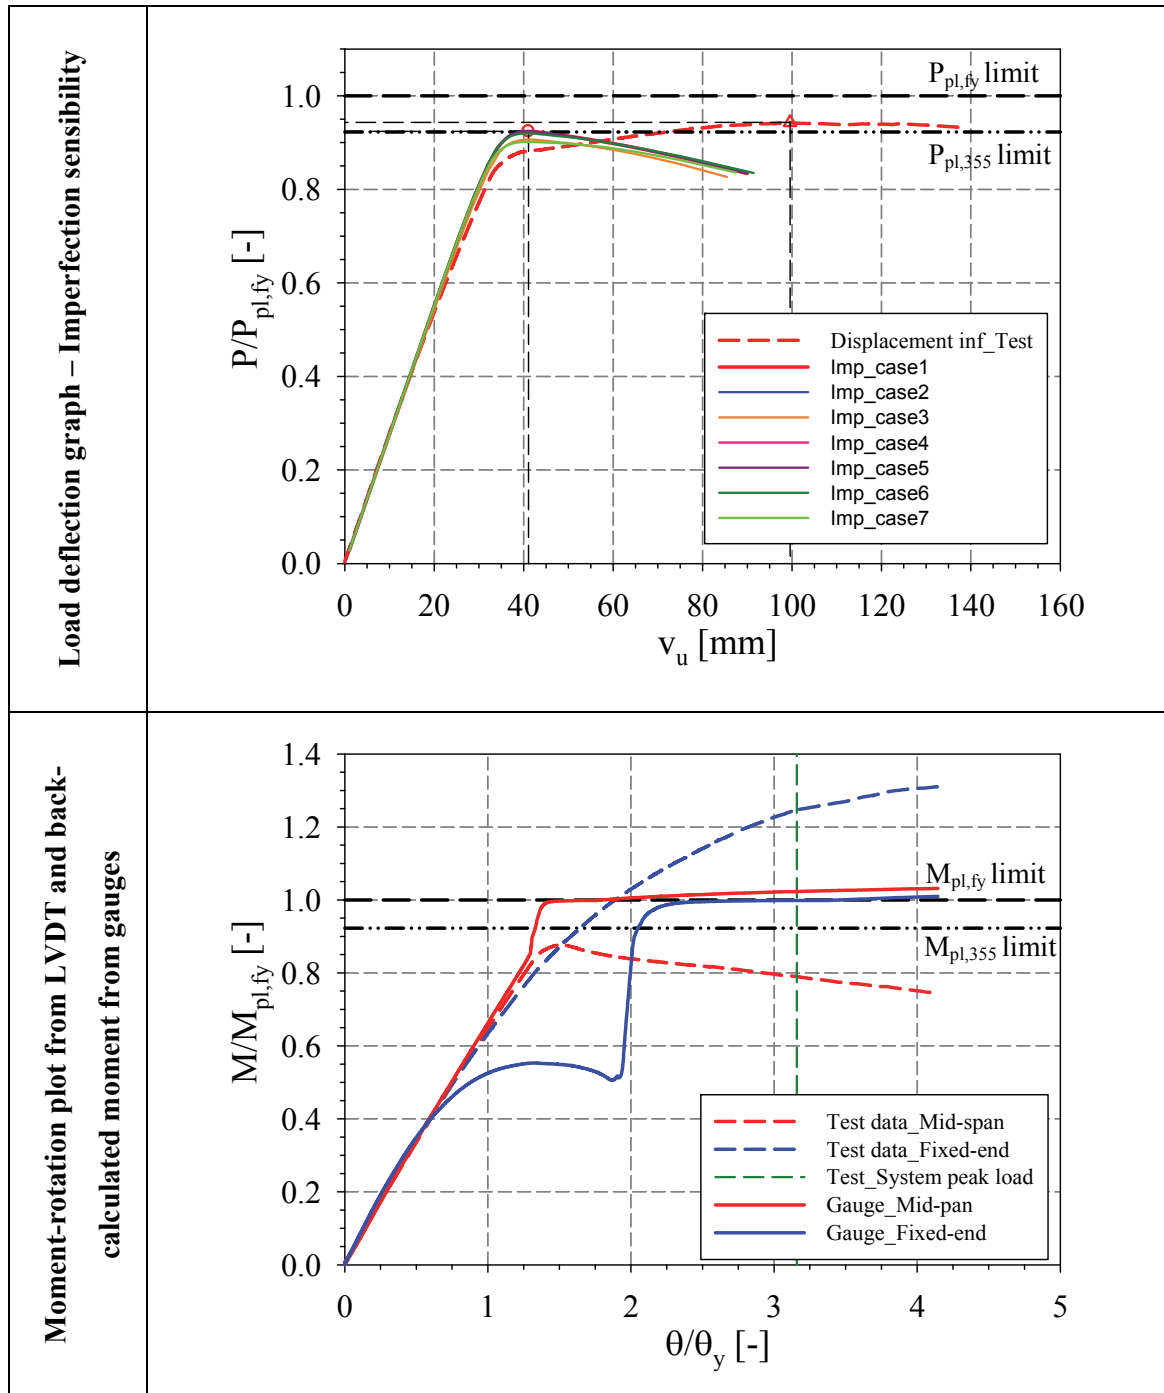 Load deflection graph – Imperfection sensibility
P/Ppl,fy [-]
1.0
0.8
0.6
0.4
0.2
0.0
Ppl,fy limit
Ppl,355 limit
Displacement inf_Test
Imp_case1
Imp_case2
Imp_case3
Imp_case4
Imp_case5
Imp_case6
Imp_case7
0 20 40 60 80 100 120 140 160
vu [mm]
Moment-rotation plot from LVDT and back-
calculated moment from gauges
M/Mpl,fy [-]
1.4
1.2
1.0
0.8
0.6
0.4
0.2
0.0
Mpl,fy limit
Mpl,355 limit
Test data_Mid-span
Test data_Fixed-end
Test_System peak load
Gauge_Mid-pan
Gauge_Fixed-end
0 1 2 3 4 5
θ/θy [-]